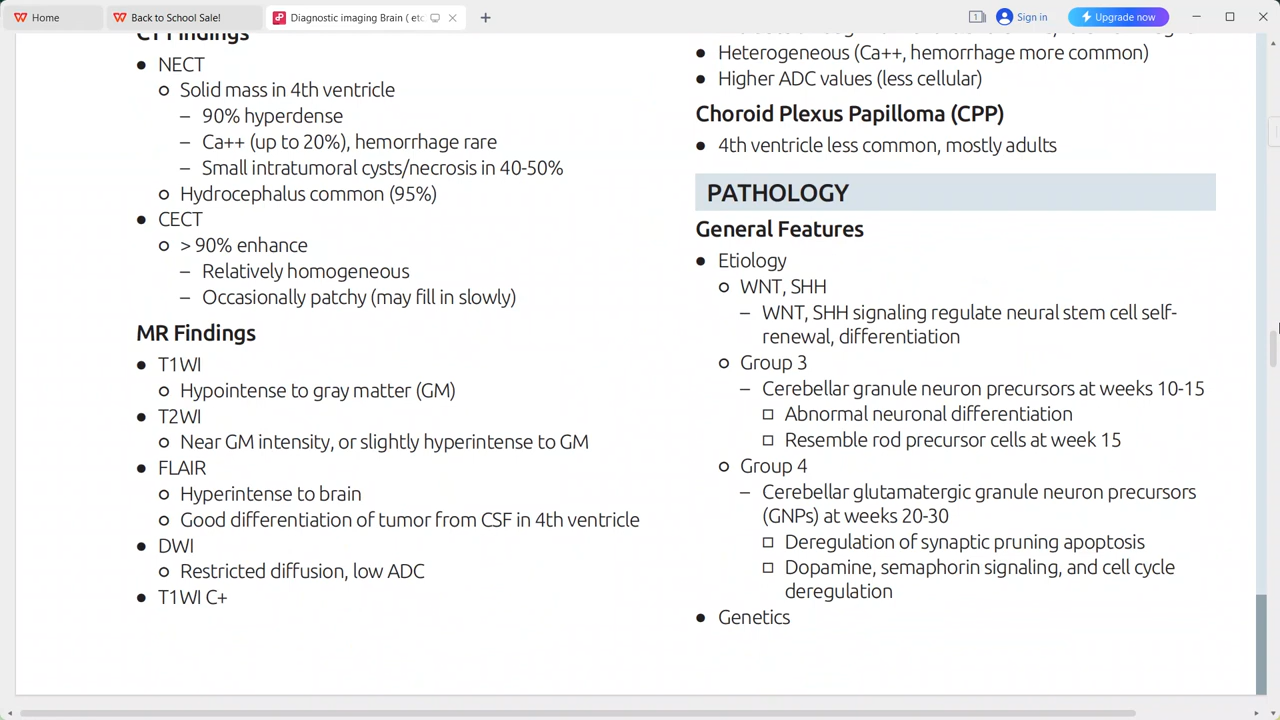 Home
Back to School Sale!
Diagnostic imaging Brain ( etc
Sign in
Upgrade now
CT Findings
● NECT
○ Solid mass in 4th ventricle
– 90% hyperdense
– Ca++ (up to 20%), hemorrhage rare
– Small intratumoral cysts/necrosis in 40-50%
○ Hydrocephalus common (95%)
● CECT
○ > 90% enhance
– Relatively homogeneous
– Occasionally patchy (may fill in slowly)
MR Findings
● T1WI
○ Hypointense to gray matter (GM)
● T2WI
○ Near GM intensity, or slightly hyperintense to GM
● FLAIR
○ Hyperintense to brain
○ Good differentiation of tumor from CSF in 4th ventricle
● DWI
○ Restricted diffusion, low ADC
● T1WI C+
● Heterogeneous (Ca++, hemorrhage more common)
● Higher ADC values (less cellular)
Choroid Plexus Papilloma (CPP)
● 4th ventricle less common, mostly adults
PATHOLOGY
General Features
● Etiology
○ WNT, SHH
– WNT, SHH signaling regulate neural stem cell self-
renewal, differentiation
○ Group 3
– Cerebellar granule neuron precursors at weeks 10-15
□ Abnormal neuronal differentiation
□ Resemble rod precursor cells at week 15
○ Group 4
– Cerebellar glutamatergic granule neuron precursors
(GNPs) at weeks 20-30
□ Deregulation of synaptic pruning apoptosis
□ Dopamine, semaphorin signaling, and cell cycle
deregulation
● Genetics